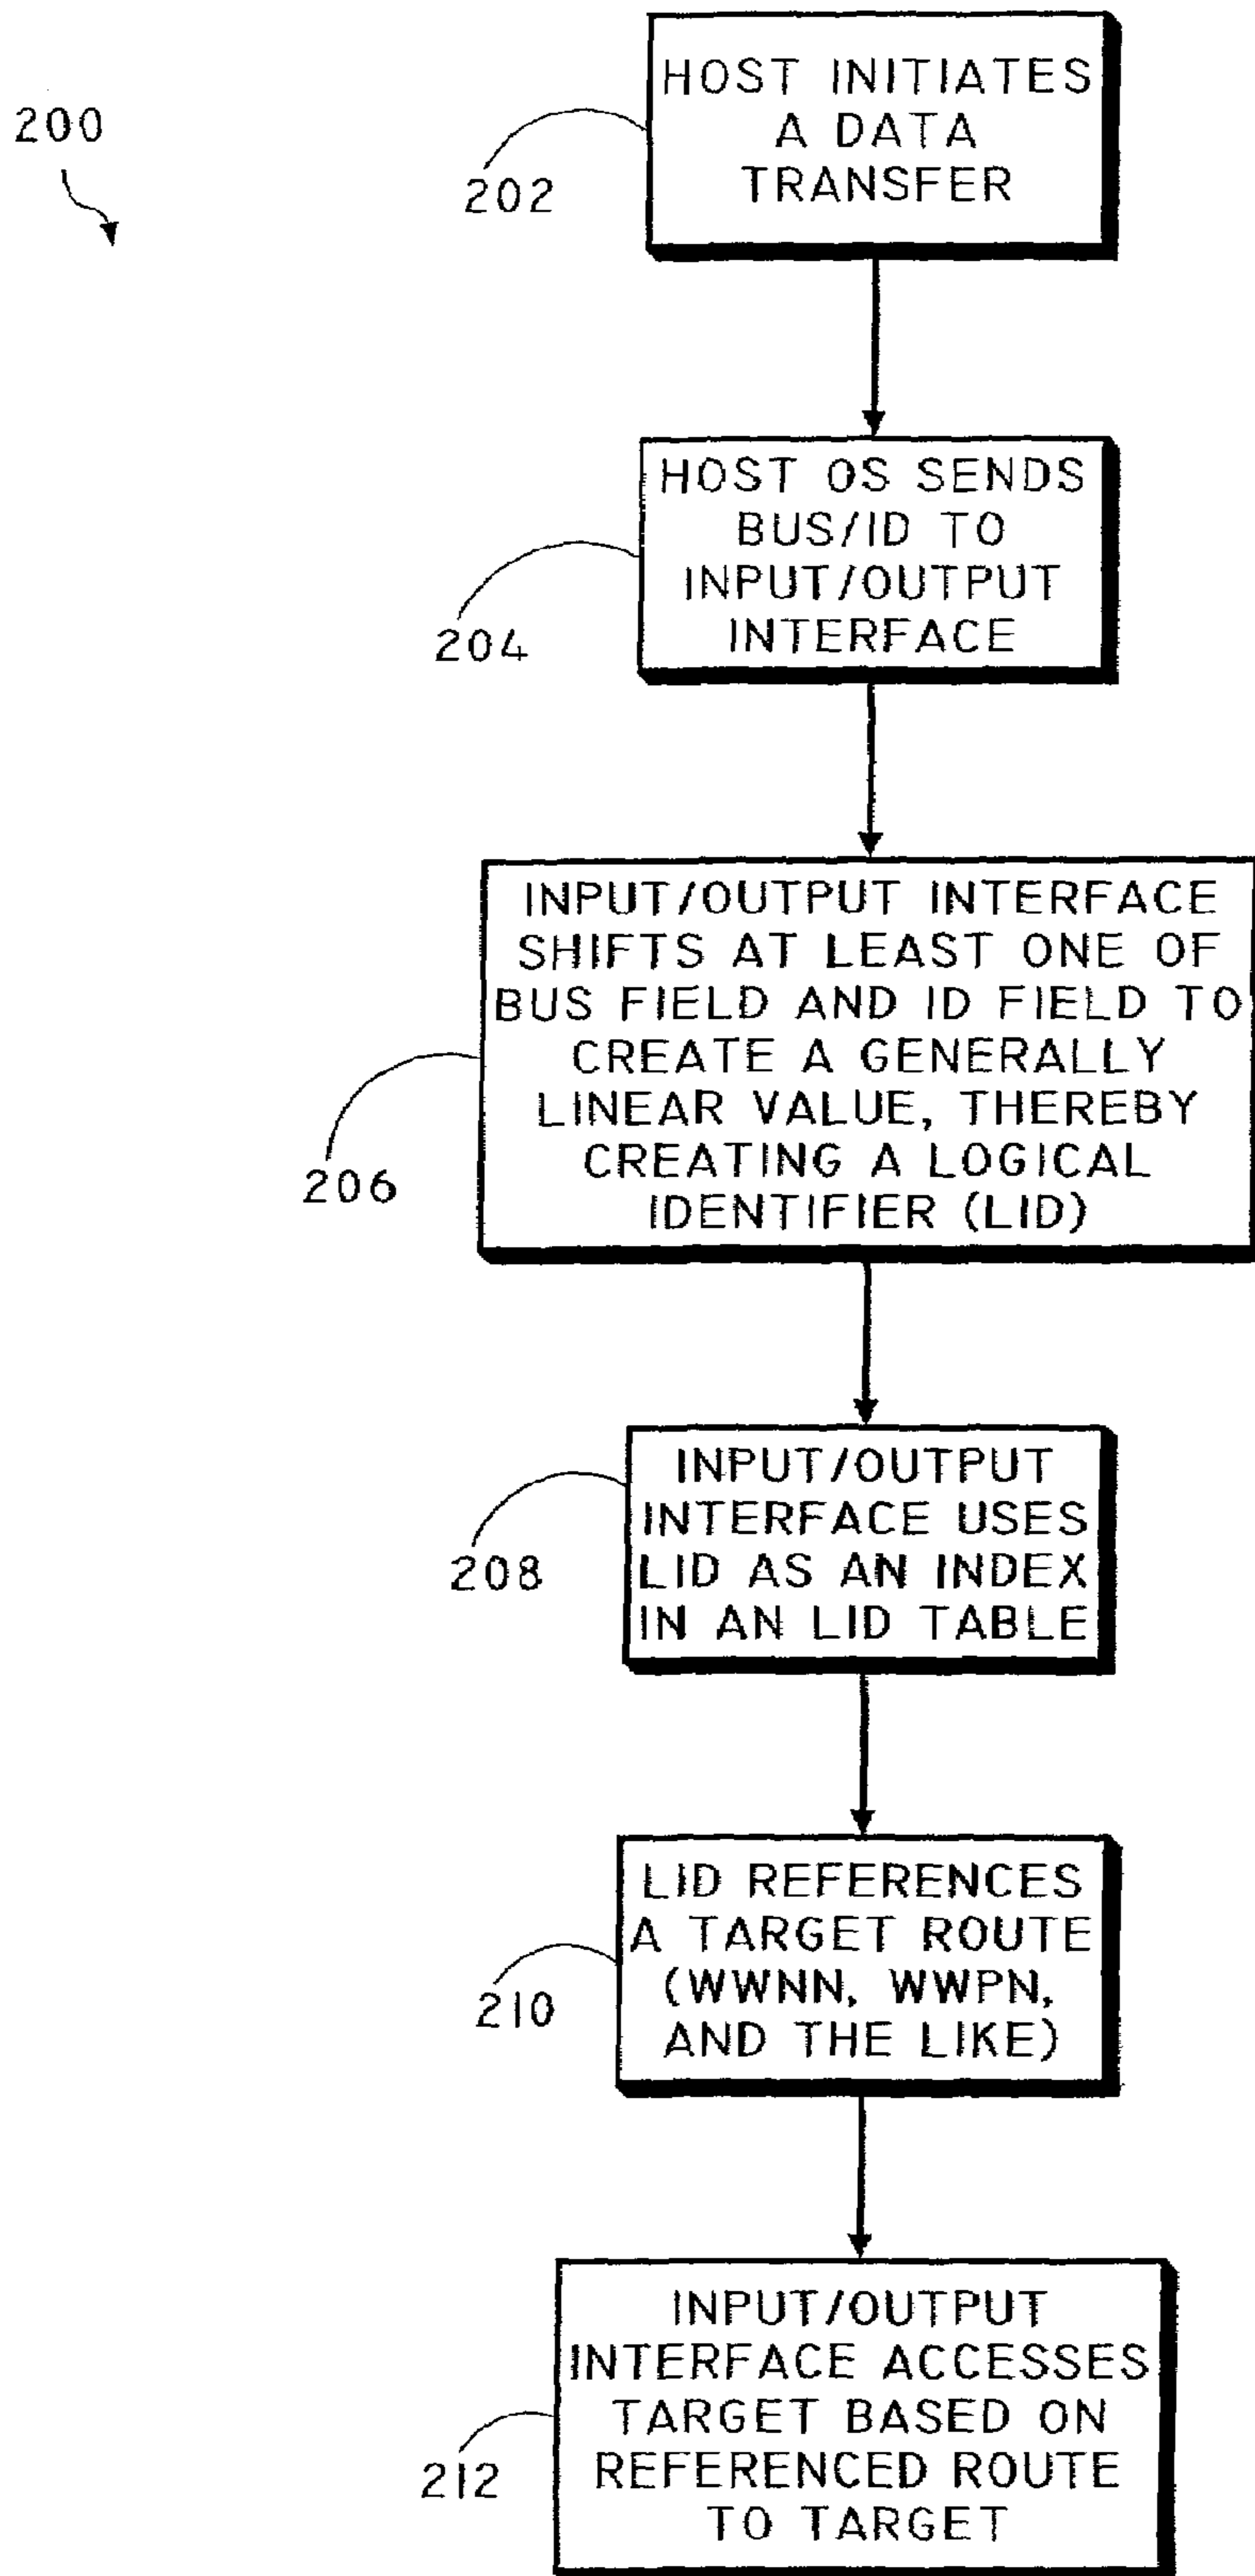 200
HOST INITIATES
A DATA
TRANSFER
202
HOST OS SENDS
BUS/ID TO
INPUT/OUTPUT
INTERFACE
204
INPUT/OUTPUT INTERFACE
SHIFTS AT LEAST ONE OF
BUS FIELD AND ID FIELD TO
CREATE A GENERALLY
LINEAR VALUE, THEREBY
CREATING A LOGICAL
IDENTIFIER (LID)
206
INPUT/OUTPUT
INTERFACE USES
LID AS AN INDEX
IN AN LID TABLE
208
LID REFERENCES
A TARGET ROUTE
(WWNN, WWPN,
AND THE LIKE)
210
INPUT/OUTPUT
INTERFACE ACCESSES
TARGET BASED ON
REFERENCED ROUTE
TO TARGET
212